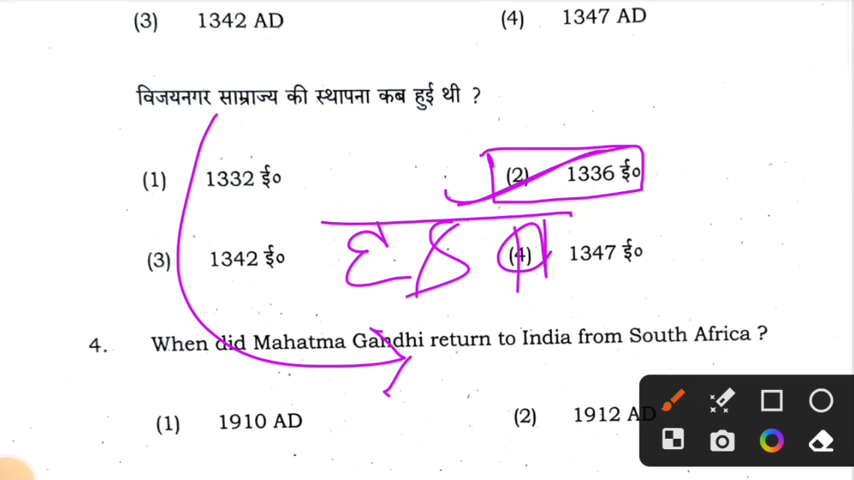 (3) 1342 AD (4) 1347 AD
विजयनगर साम्राज्य की स्थापना कब हुई थी ?
(1) 1332 ई० (2) 1336 ई०
(3) 1342 ई० (4) 1347 ई०
4. When did Mahatma Gandhi return to India from South Africa ?
(1) 1910 AD (2) 1912 AD